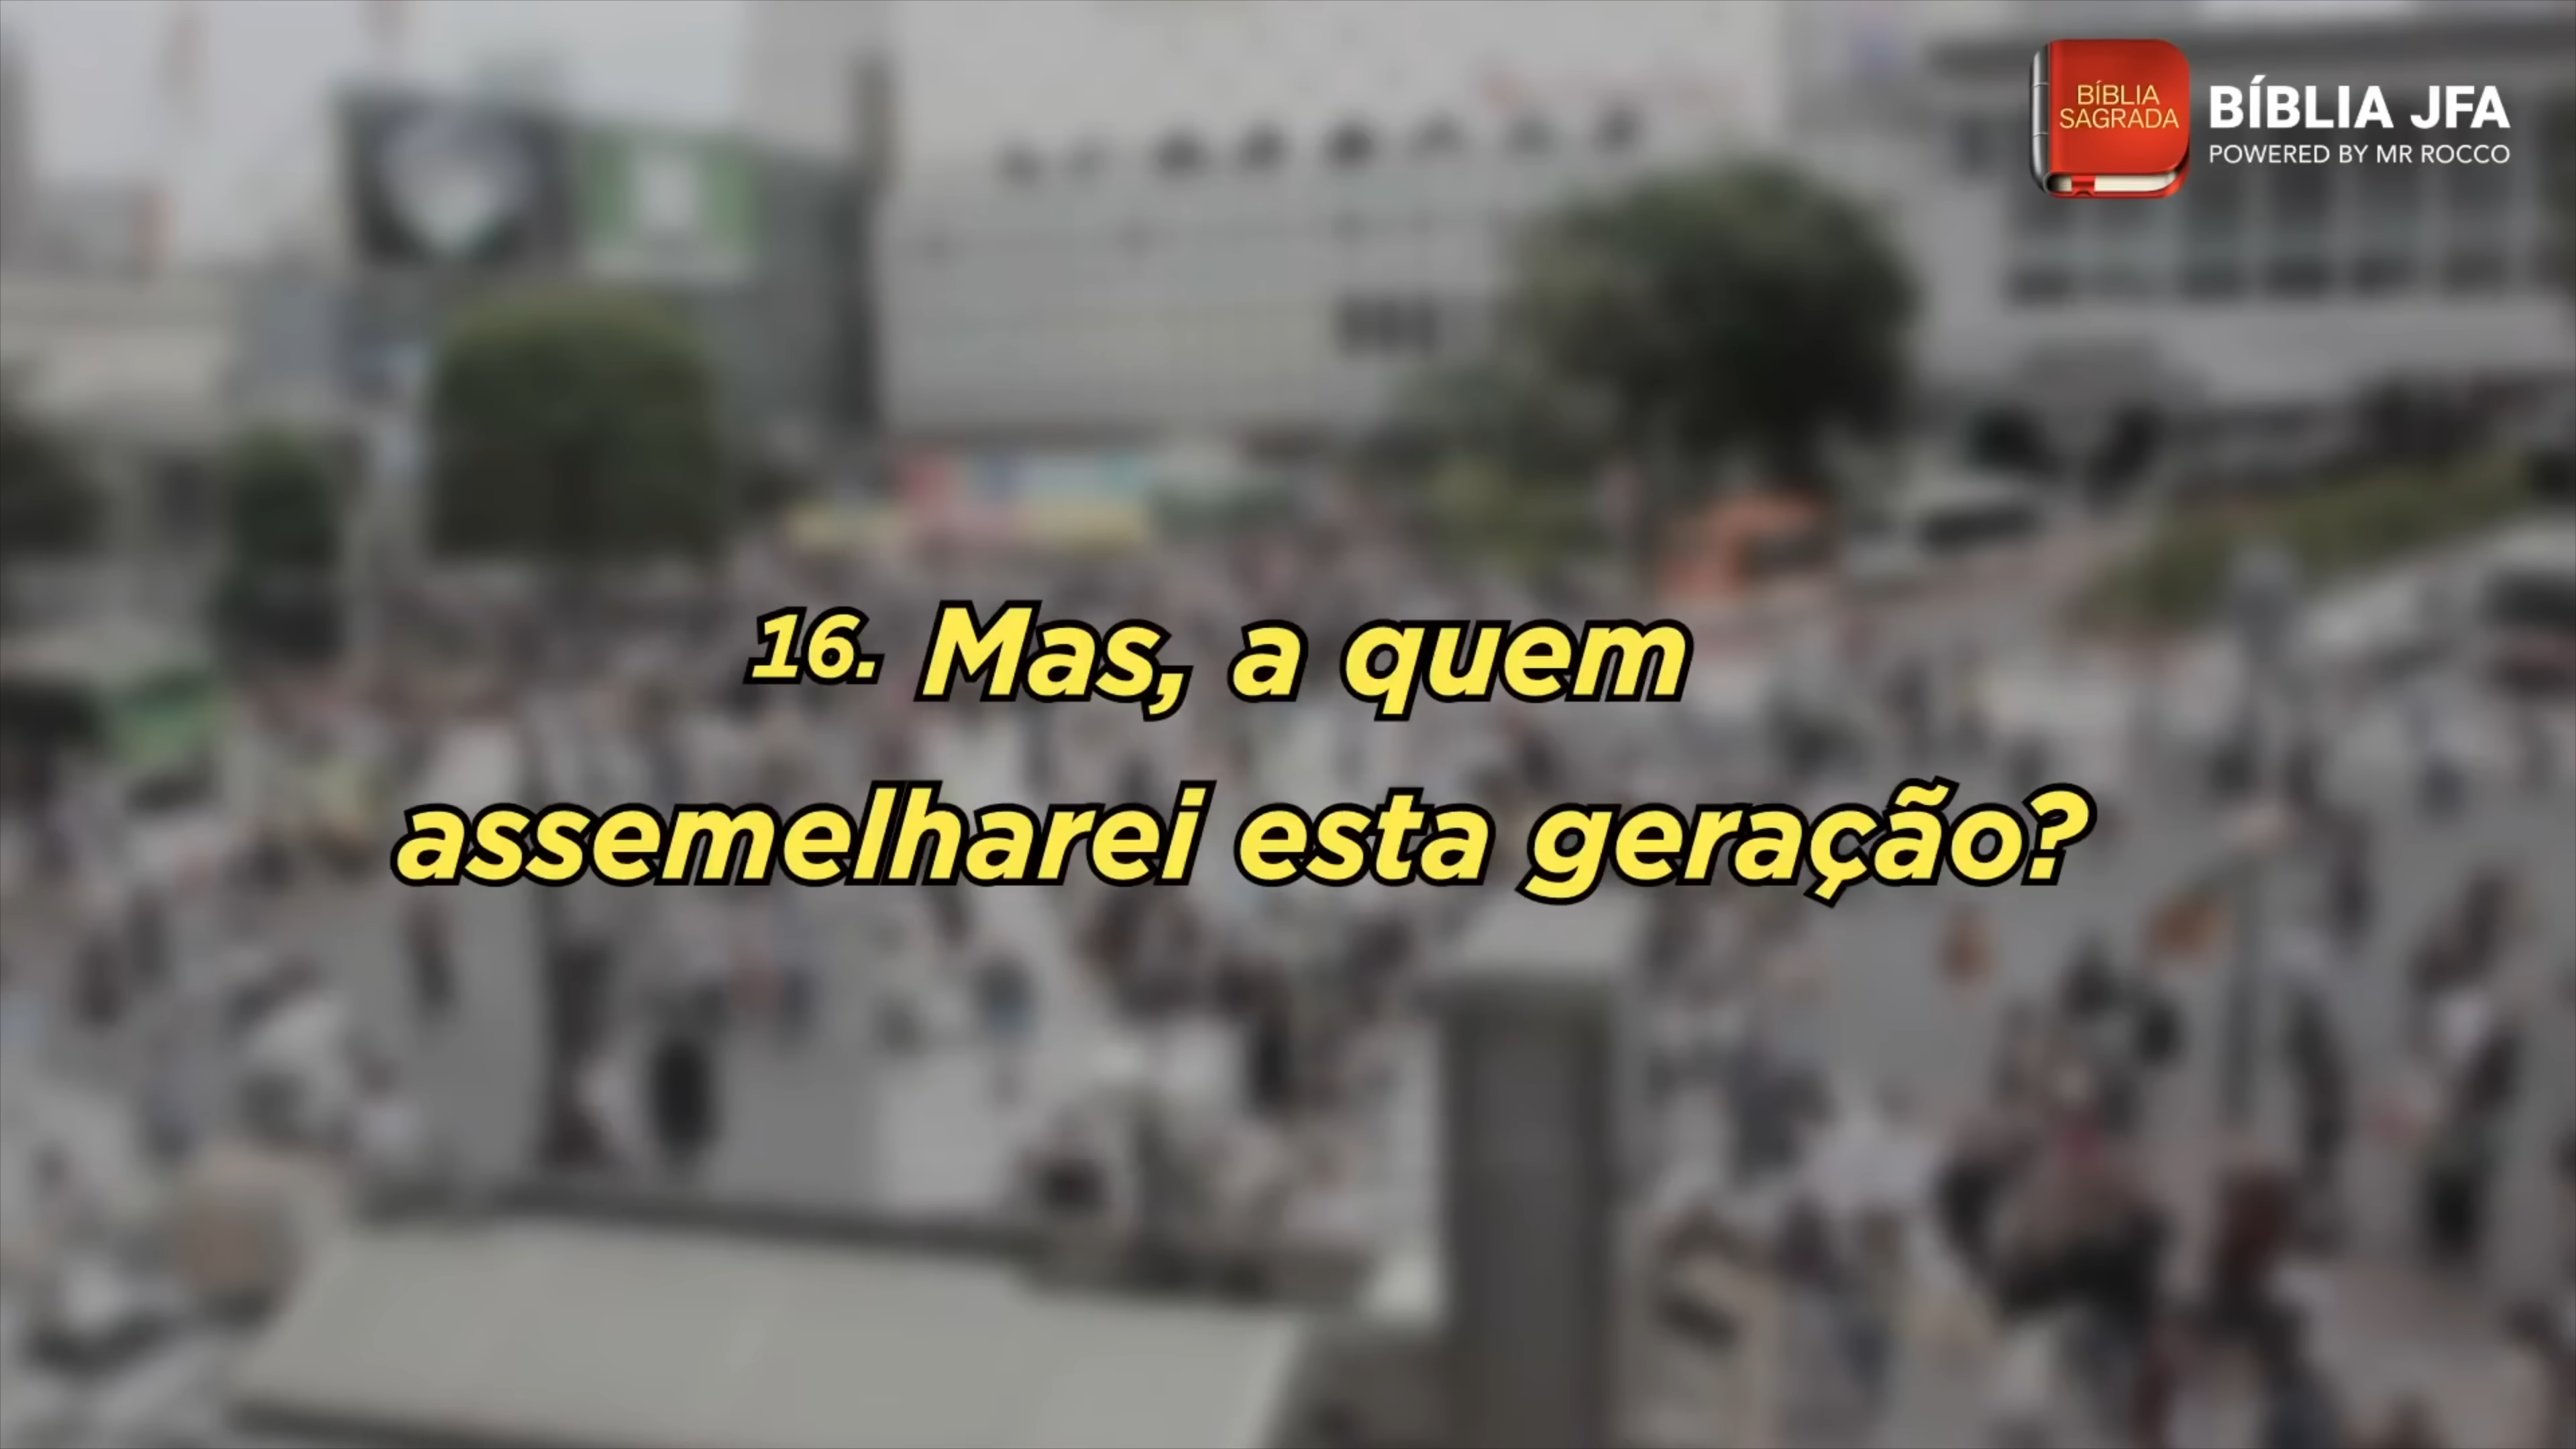 BÍBLIA
SAGRADA
BÍBLIA JFA
POWERED BY MR ROCCO
16. Mas, a quem
assemelharei esta geração?